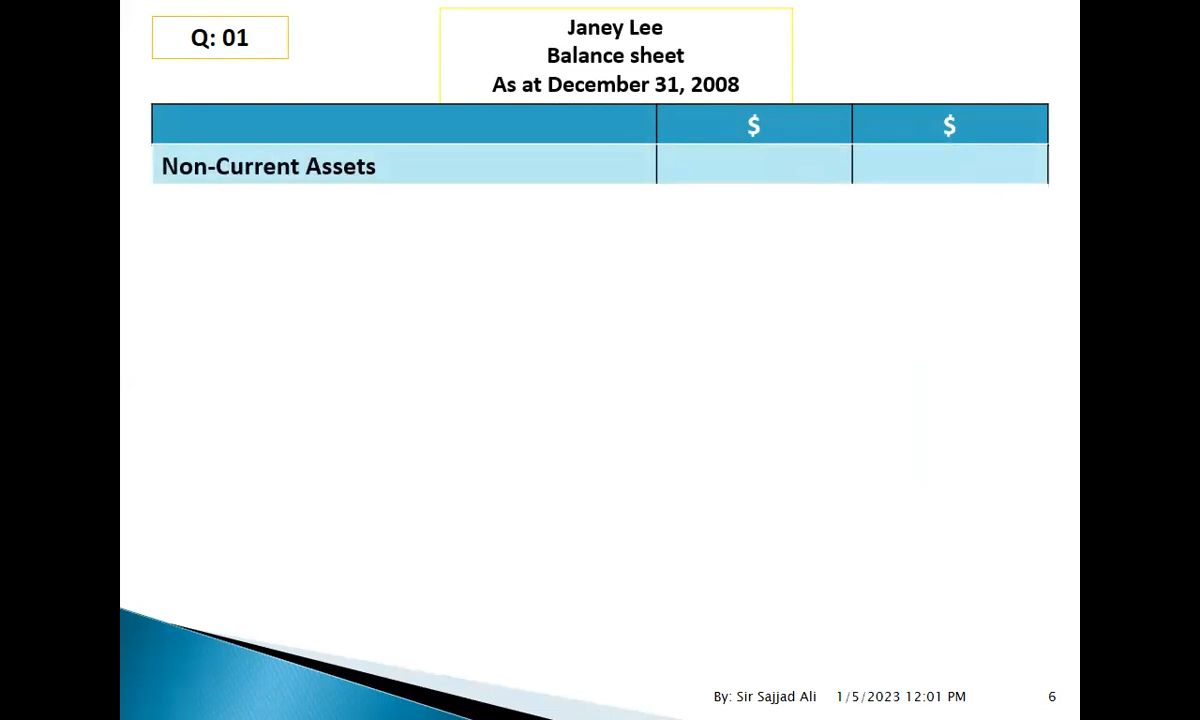 Q: 01
Janey Lee
Balance sheet
As at December 31, 2008
$ $
Non-Current Assets
By: Sir Sajjad Ali 1/5/2023 12:01 PM 6